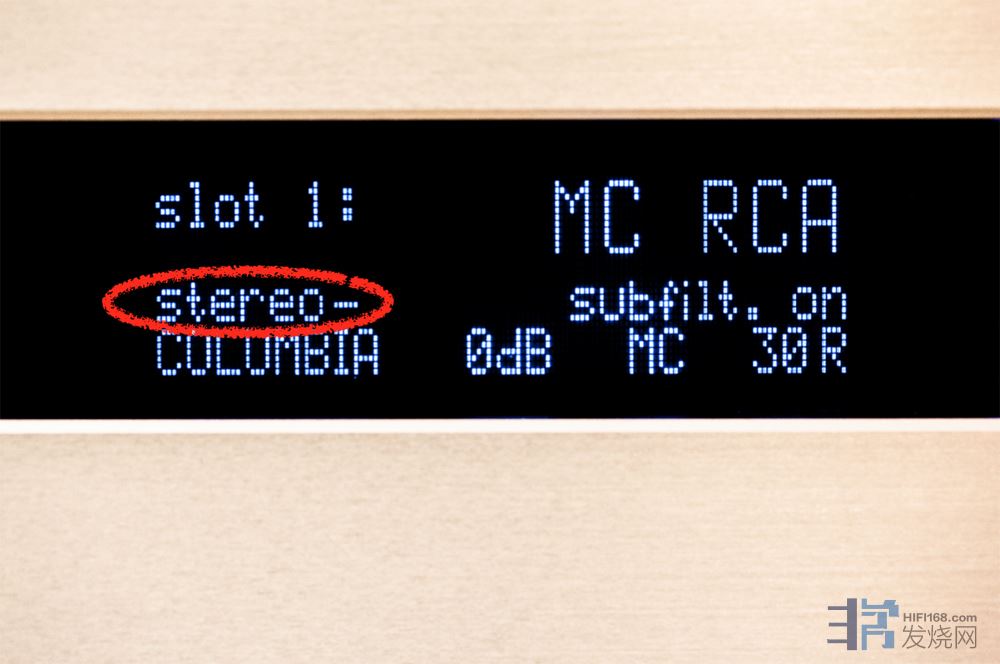 slot 1: MC RCA
stereo- subfilt. on
COLUMBIA 0dB MC 30R
HIFI168.com
发烧网